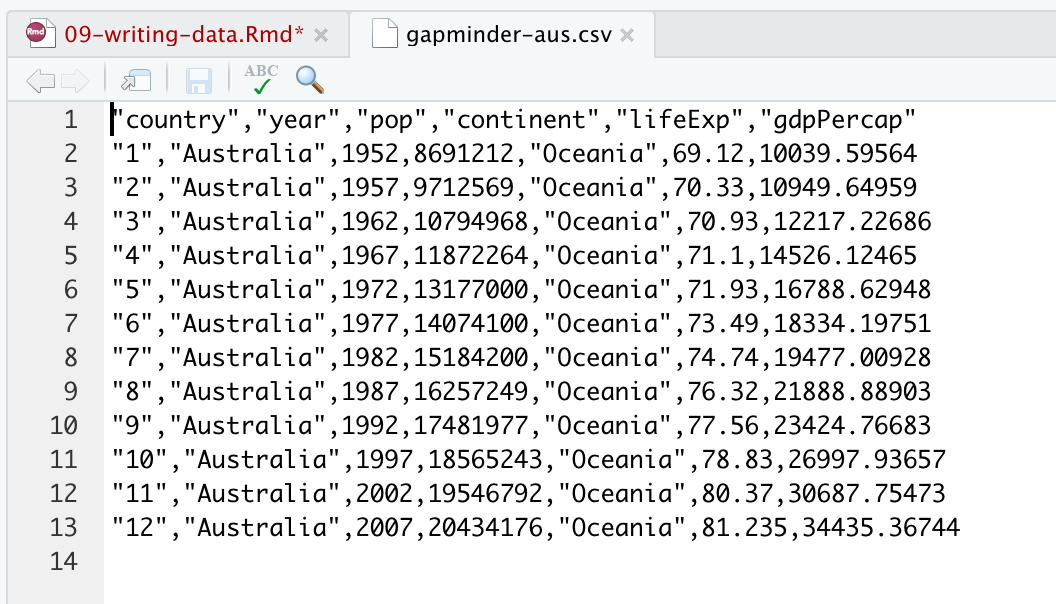 Rmd 09-writing-data.Rmd* × gapminder-aus.csv ×
ABC
1 "country","year","pop","continent","lifeExp","gdpPercap"
2 "1","Australia",1952,8691212,"Oceania",69.12,10039.59564
3 "2","Australia",1957,9712569,"Oceania",70.33,10949.64959
4 "3","Australia",1962,10794968,"Oceania",70.93,12217.22686
5 "4","Australia",1967,11872264,"Oceania",71.1,14526.12465
6 "5","Australia",1972,13177000,"Oceania",71.93,16788.62948
7 "6","Australia",1977,14074100,"Oceania",73.49,18334.19751
8 "7","Australia",1982,15184200,"Oceania",74.74,19477.00928
9 "8","Australia",1987,16257249,"Oceania",76.32,21888.88903
10 "9","Australia",1992,17481977,"Oceania",77.56,23424.76683
11 "10","Australia",1997,18565243,"Oceania",78.83,26997.93657
12 "11","Australia",2002,19546792,"Oceania",80.37,30687.75473
13 "12","Australia",2007,20434176,"Oceania",81.235,34435.36744
14